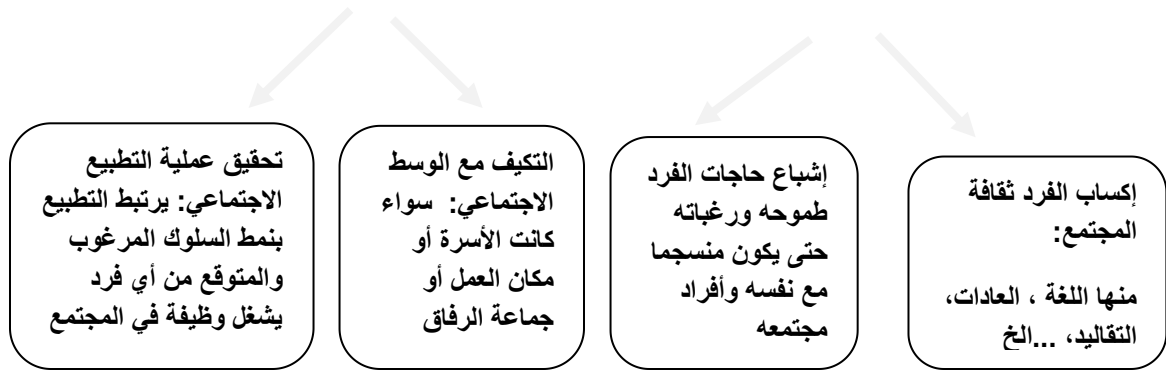 إكساب الفرد ثقافة
المجتمع:
منها اللغة ، العادات،
التقاليد، ...الخ
إشباع حاجات الفرد
طموحه ورغباته
حتى يكون منسجما
مع نفسه وأفراد
مجتمعه
التكيف مع الوسط
الاجتماعي: سواء
كانت الأسرة أو
مكان العمل أو
جماعة الرفاق
تحقيق عملية التطبيع
الاجتماعي: يرتبط التطبيع
بنمط السلوك المرغوب
والمتوقع من أي فرد
يشغل وظيفة في المجتمع